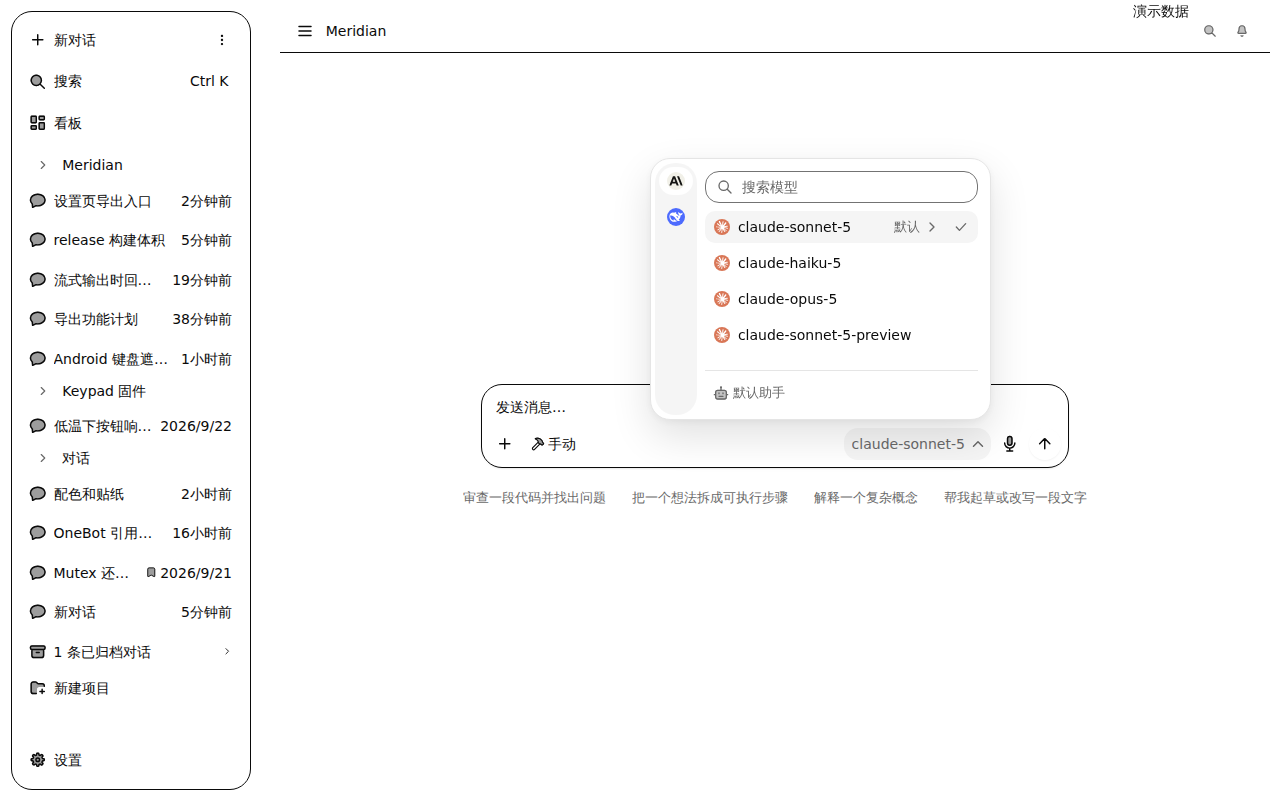 新对话
搜索 Ctrl K
看板
Meridian
设置页导出入口 2分钟前
release 构建体积 5分钟前
流式输出时回… 19分钟前
导出功能计划 38分钟前
Android 键盘遮… 1小时前
Keypad 固件
低温下按钮响… 2026/9/22
对话
配色和贴纸 2小时前
OneBot 引用… 16小时前
Mutex 还… 2026/9/21
新对话 5分钟前
1 条已归档对话
新建项目
设置
Meridian
演示数据
搜索模型
claude-sonnet-5 默认
claude-haiku-5
claude-opus-5
claude-sonnet-5-preview
默认助手
发送消息…
手动 claude-sonnet-5
审查一段代码并找出问题 把一个想法拆成可执行步骤 解释一个复杂概念 帮我起草或改写一段文字